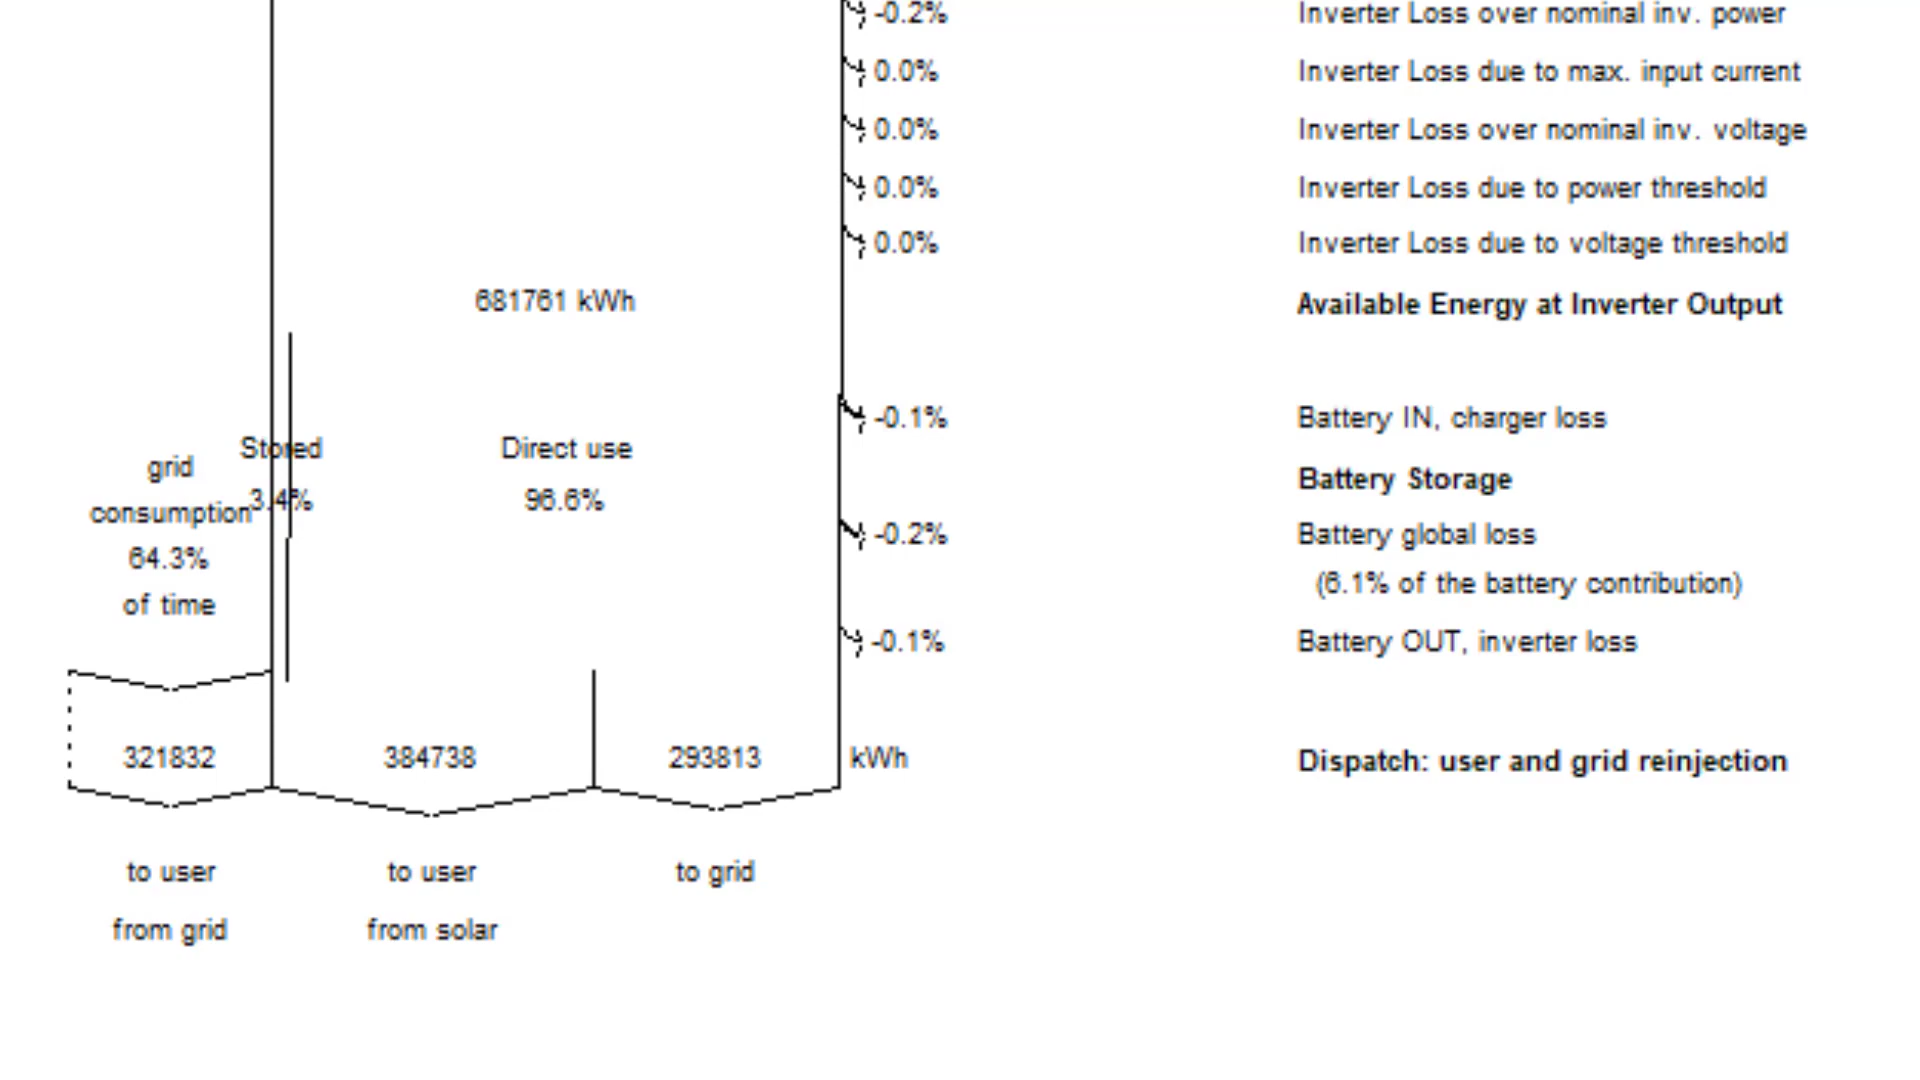 -0.2% Inverter Loss over nominal inv. power
0.0% Inverter Loss due to max. input current
0.0% Inverter Loss over nominal inv. voltage
0.0% Inverter Loss due to power threshold
0.0% Inverter Loss due to voltage threshold
681761 kWh Available Energy at Inverter Output
-0.1% Battery IN, charger loss
Stored Direct use
grid
Battery Storage
3.4% 96.6%
consumption
-0.2% Battery global loss
64.3%
(6.1% of the battery contribution)
of time
-0.1% Battery OUT, inverter loss
321832 384738 293813 kWh Dispatch: user and grid reinjection
to user to user to grid
from grid from solar